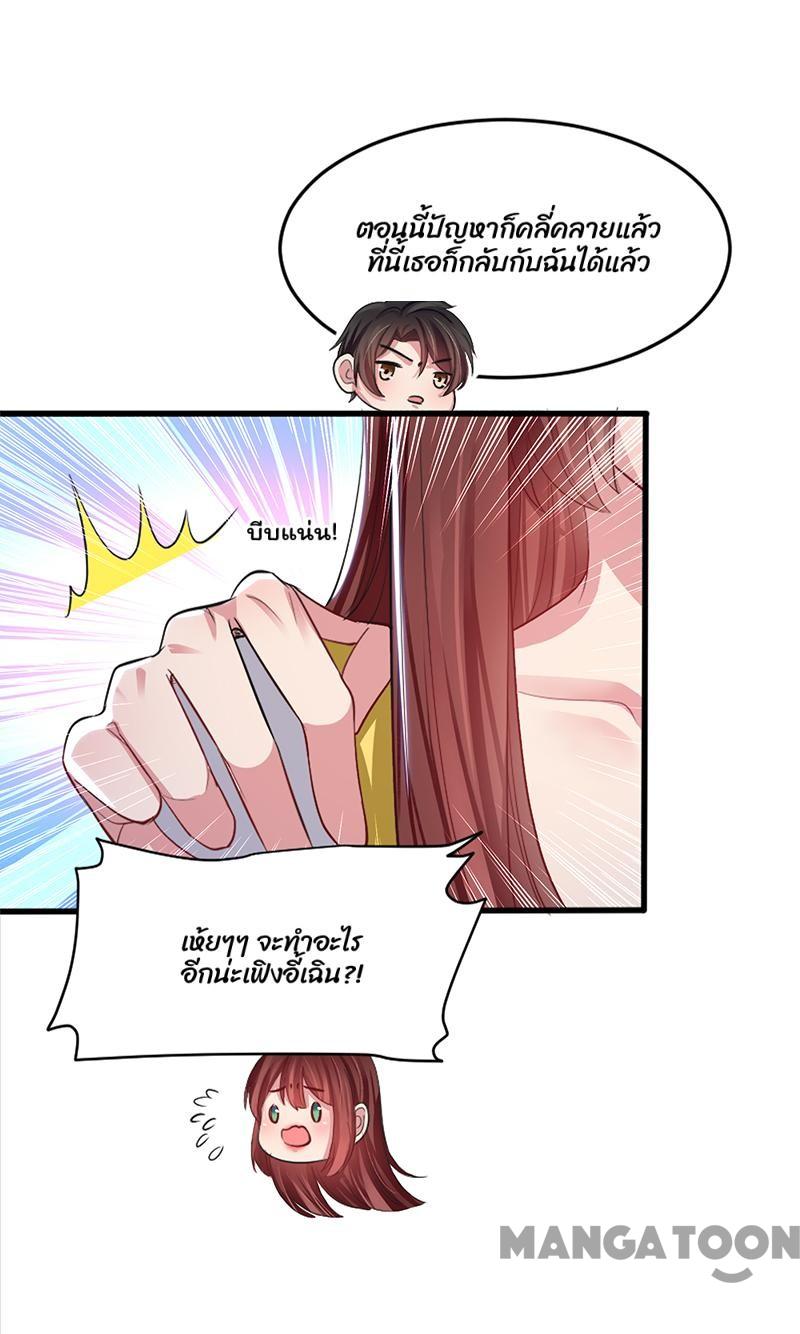 ตอนนี้ปัญหาก็คลี่คลายแล้ว
ที่นี้เธอก็กลับกับฉันได้แล้ว
บีบแน่น!
เห้ยๆๆ จะทำอะไร
อีกน่ะเฟิงอี้เฉิน?!
MANGATOON